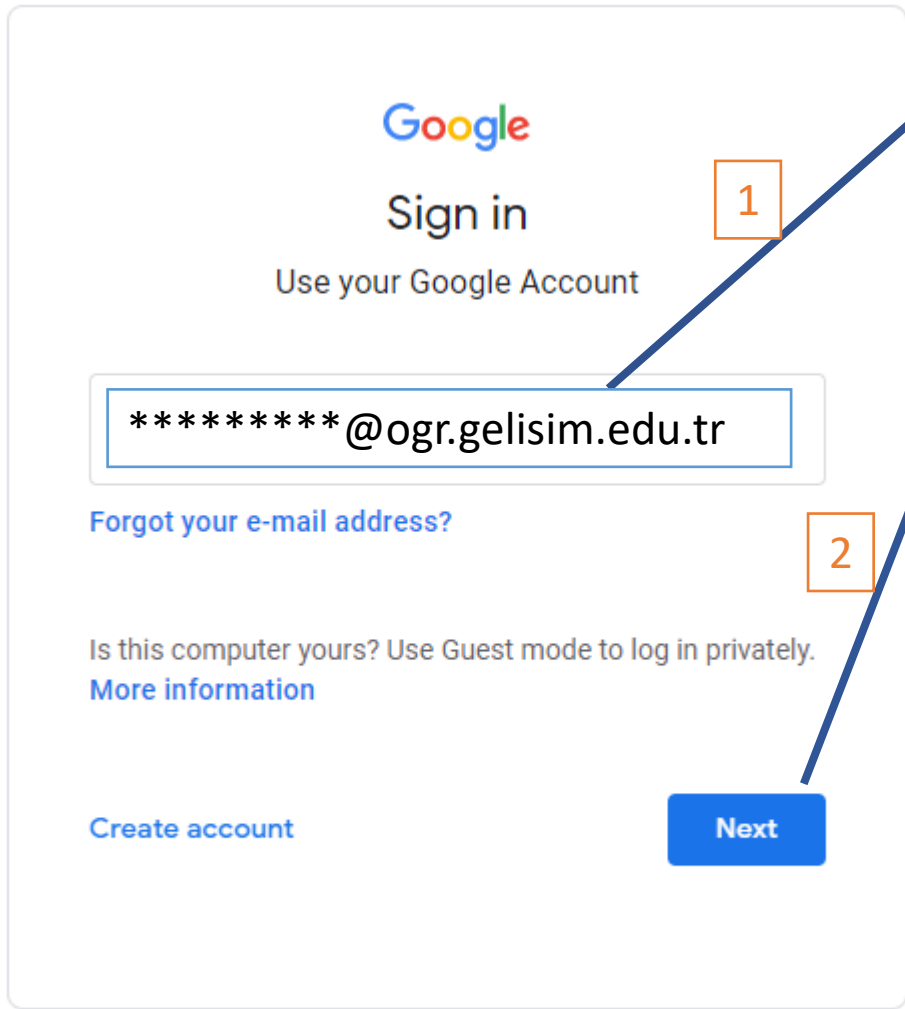 Google
Sign in
1
Use your Google Account
*********@ogr.gelisim.edu.tr
Forgot your e-mail address?
2
Is this computer yours? Use Guest mode to log in privately.
More information
Create account
Next